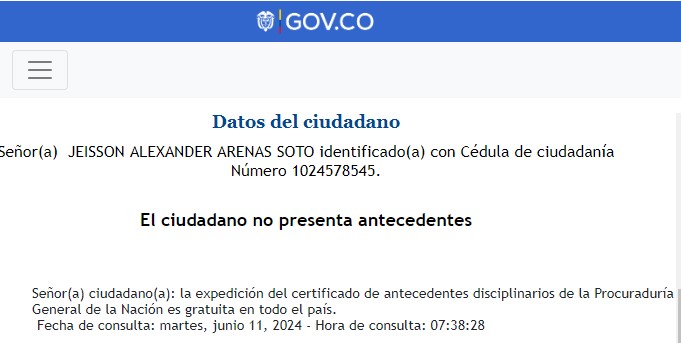 GOV.CO
Datos del ciudadano
Señor(a)  JEISSON ALEXANDER ARENAS SOTO identificado(a) con Cédula de ciudadanía
Número 1024578545.
El ciudadano no presenta antecedentes
Señor(a) ciudadano(a): la expedición del certificado de antecedentes disciplinarios de la Procuraduría
General de la Nación es gratuita en todo el país.
Fecha de consulta: martes, junio 11, 2024 - Hora de consulta: 07:38:28